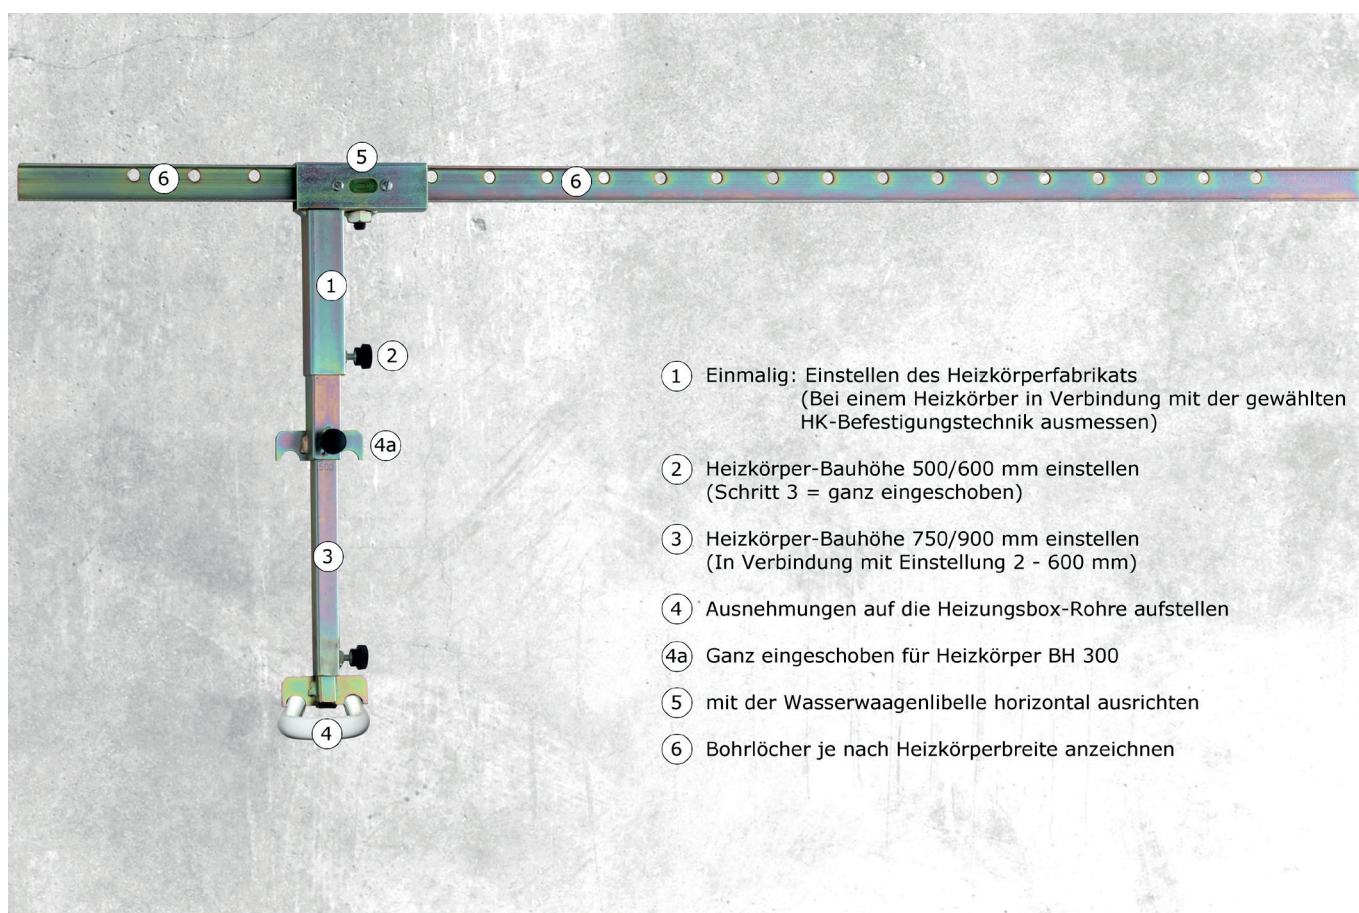 5
6
6
1
2
4a
500
3
4
1 Einmalig: Einstellen des Heizkörperfabrikats
(Bei einem Heizkörber in Verbindung mit der gewählten
HK-Befestigungstechnik ausmessen)
2 Heizkörper-Bauhöhe 500/600 mm einstellen
(Schritt 3 = ganz eingeschoben)
3 Heizkörper-Bauhöhe 750/900 mm einstellen
(In Verbindung mit Einstellung 2 - 600 mm)
4 Ausnehmungen auf die Heizungsbox-Rohre aufstellen
4a Ganz eingeschoben für Heizkörper BH 300
5 mit der Wasserwaagenlibelle horizontal ausrichten
6 Bohrlöcher je nach Heizkörperbreite anzeichnen